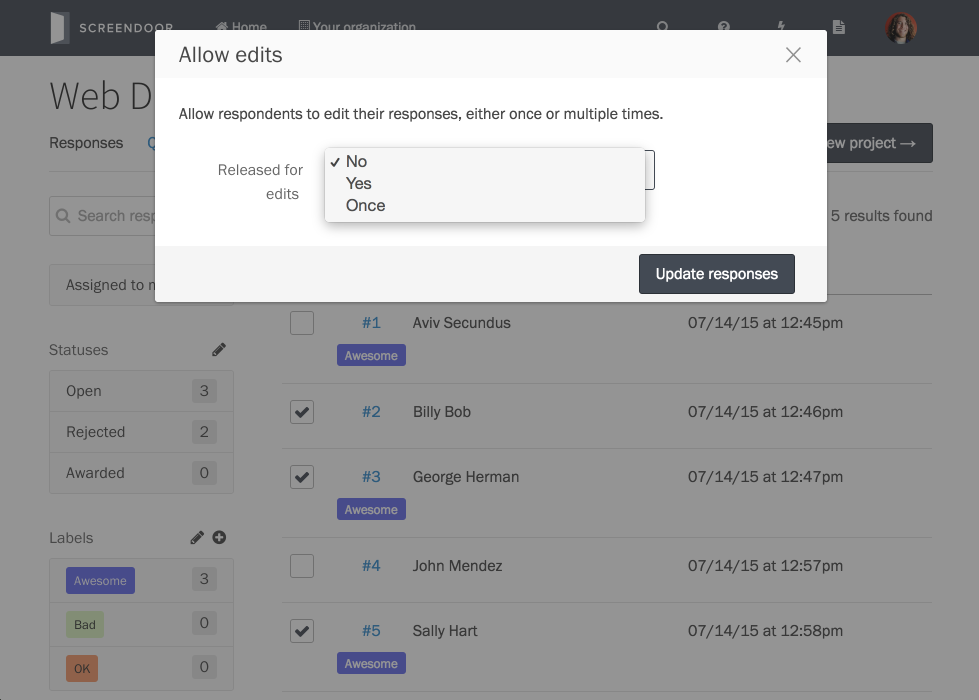 SCREENDOOR
Home
Your organization
Allow edits
Allow respondents to edit their responses, either once or multiple times.
Released for
edits
✓ No
Yes
Once
Update responses
Web D
Responses
project →
Search
5 results found
Assigned to
Statuses
Open 3
Rejected 2
Awarded 0
Labels
Awesome 3
Bad 0
OK 0
#1 Aviv Secundus 07/14/15 at 12:45pm
Awesome
#2 Billy Bob 07/14/15 at 12:46pm
#3 George Herman 07/14/15 at 12:47pm
Awesome
#4 John Mendez 07/14/15 at 12:57pm
#5 Sally Hart 07/14/15 at 12:58pm
Awesome